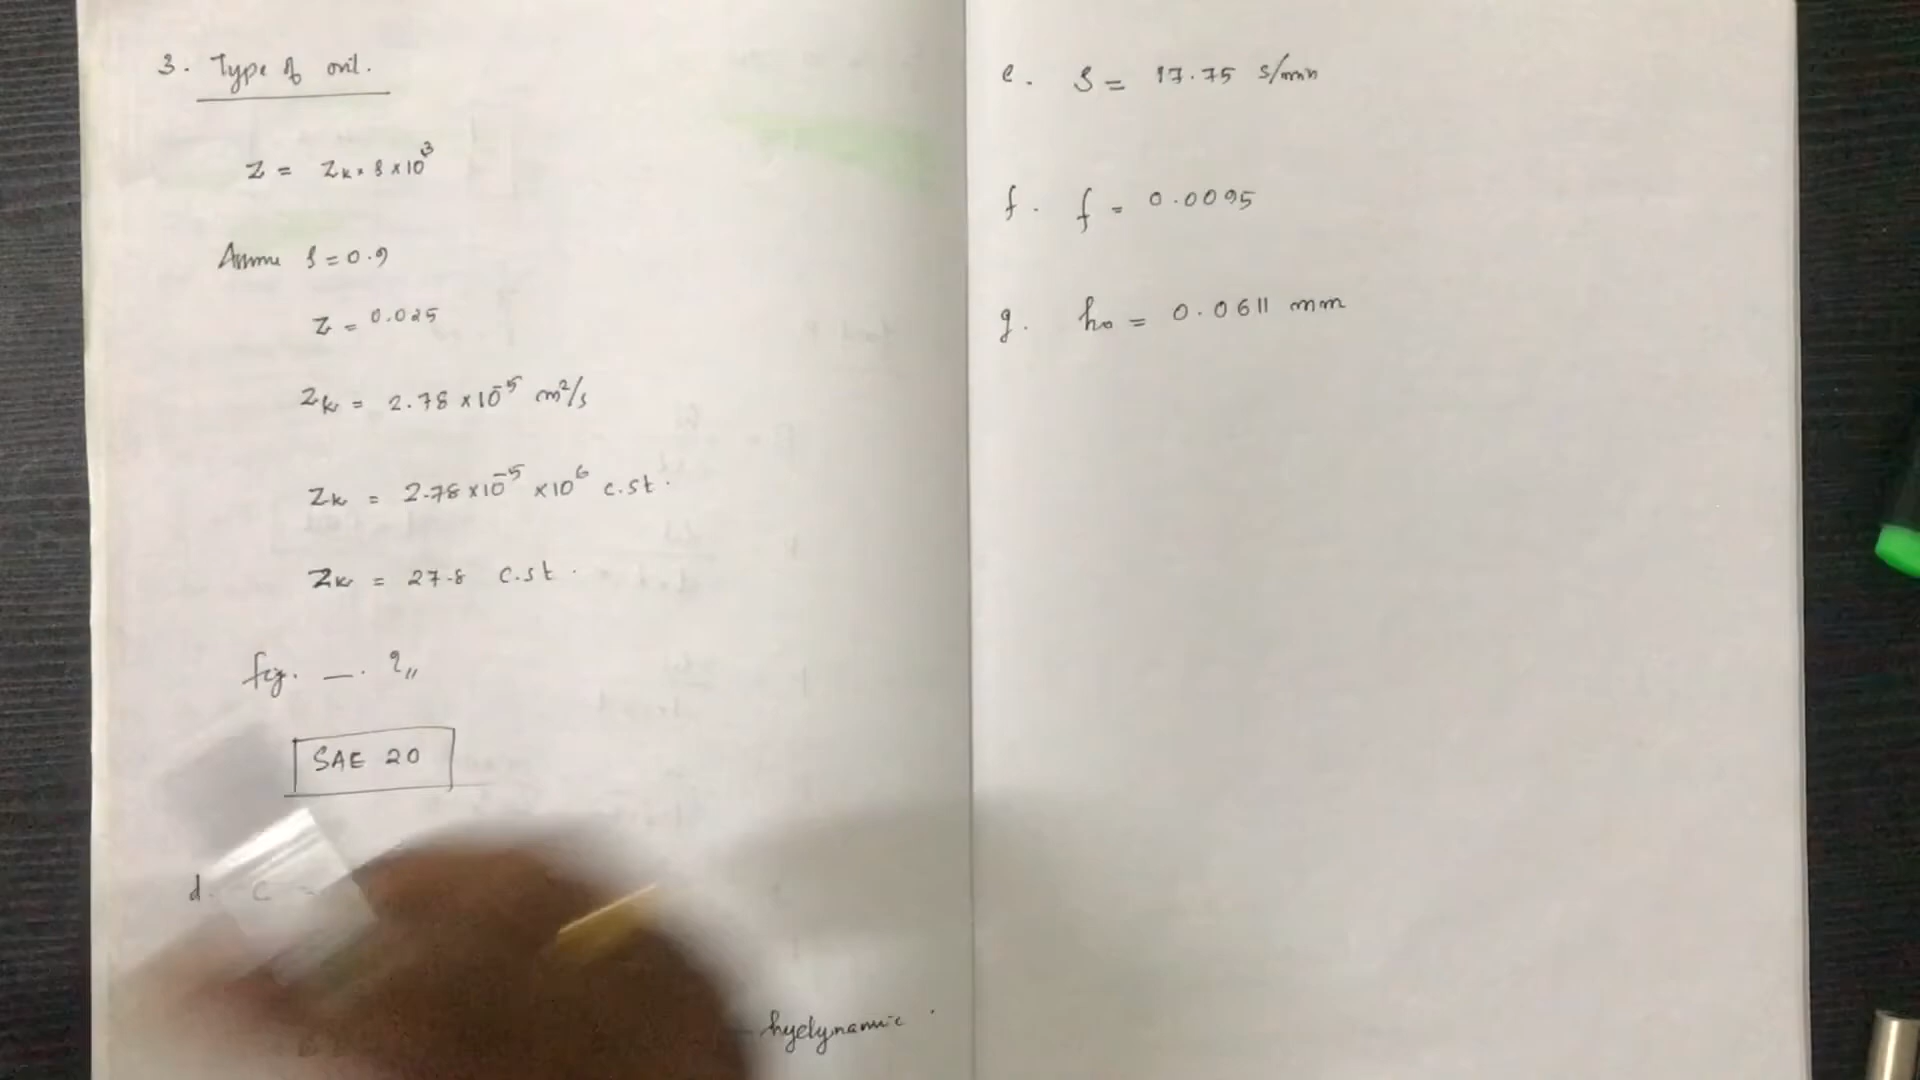 3. Type of oil.
Z = Zk × ρ × 10³
Assume ρ = 0.9
Z = 0.025
Zk = 2.78 × 10⁻⁵ m²/s
Zk = 2.78 × 10⁻⁵ × 10⁶ c.st.
Zk = 27.8 c.st.
fig.
SAE 20
d. C =
e. S = 17.75 s/min
f. f = 0.0095
g. ho = 0.0611 mm